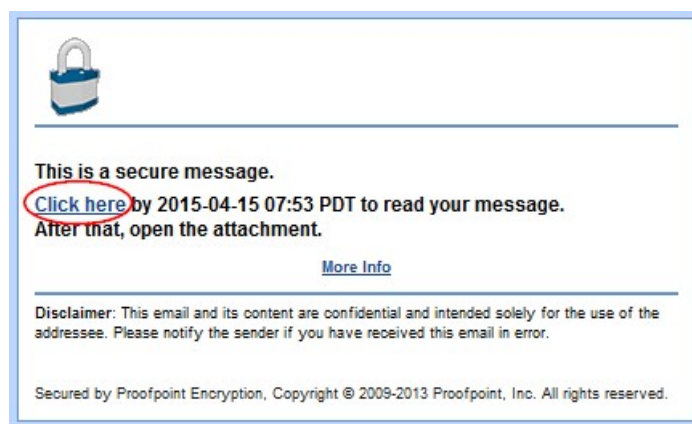 This is a secure message.
Click here by 2015-04-15 07:53 PDT to read your message.
After that, open the attachment.
More Info
Disclaimer: This email and its content are confidential and intended solely for the use of the
addressee. Please notify the sender if you have received this email in error.
Secured by Proofpoint Encryption, Copyright © 2009-2013 Proofpoint, Inc. All rights reserved.